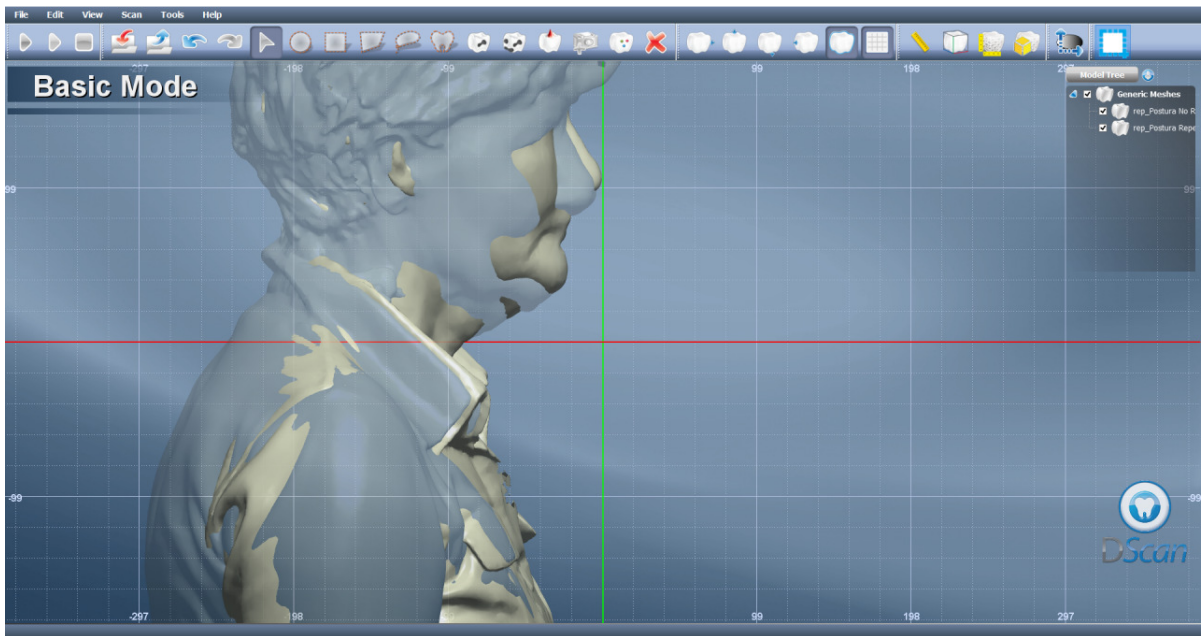 File Edit View Scan Tools Help
-297 -198 -99 99 198 297
Basic Mode
Model Tree
Generic Meshes
rep_Postura No R
rep_Postura Repo
99 99
-99 -99
DScan
-297 -198 99 198 297